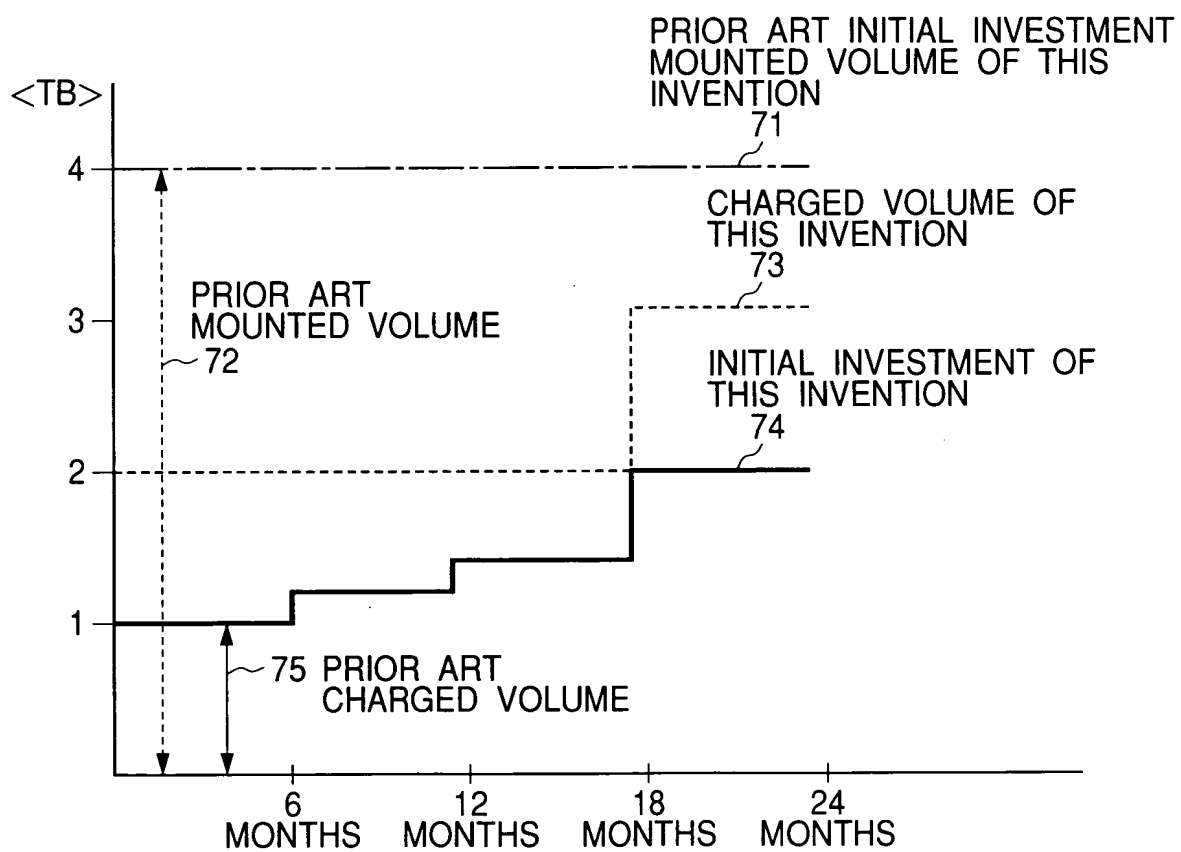 PRIOR ART INITIAL INVESTMENT
MOUNTED VOLUME OF THIS
INVENTION
71
<TB>
4
CHARGED VOLUME OF
THIS INVENTION
73
PRIOR ART
MOUNTED VOLUME
72
3
INITIAL INVESTMENT OF
THIS INVENTION
74
2
1
75 PRIOR ART
CHARGED VOLUME
6
MONTHS
12
MONTHS
18
MONTHS
24
MONTHS